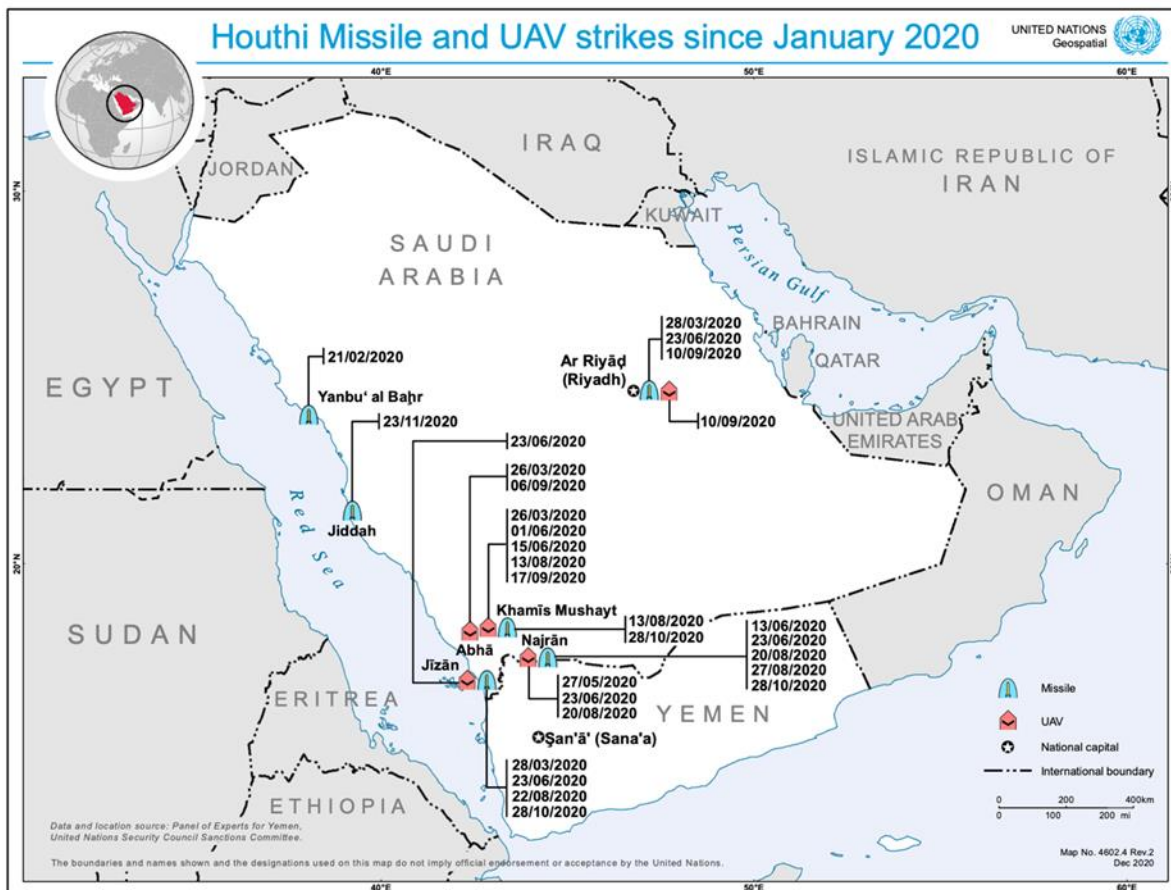 Houthi Missile and UAV strikes since January 2020
UNITED NATIONS
Geospatial
40°E
50°E
60°E
30°N
30°N
20°N
20°N
JORDAN
IRAQ
ISLAMIC REPUBLIC OF
IRAN
KUWAIT
SAUDI
ARABIA
Persian Gulf
BAHRAIN
QATAR
UNITED ARAB
EMIRATES
OMAN
EGYPT
Red Sea
SUDAN
ERITREA
ETHIOPIA
YEMEN
21/02/2020
Yanbu‘ al Baḩr
23/11/2020
Jiddah
28/03/2020
23/06/2020
10/09/2020
Ar Riyāḑ
(Riyadh)
10/09/2020
23/06/2020
26/03/2020
06/09/2020
26/03/2020
01/06/2020
15/06/2020
13/08/2020
17/09/2020
Khamīs Mushayt
13/08/2020
28/10/2020
Abhā
Najrān
13/06/2020
23/06/2020
20/08/2020
27/08/2020
28/10/2020
Jīzān
27/05/2020
23/06/2020
20/08/2020
Şan'ā' (Sana'a)
28/03/2020
23/06/2020
22/08/2020
28/10/2020
Missile
UAV
National capital
International boundary
0 200 400km
0 100 200 mi
Data and location source: Panel of Experts for Yemen,
United Nations Security Council Sanctions Committee.
The boundaries and names shown and the designations used on this map do not imply official endorsement or acceptance by the United Nations.
Map No. 4602.4 Rev.2
Dec 2020
40°E
50°E
60°E